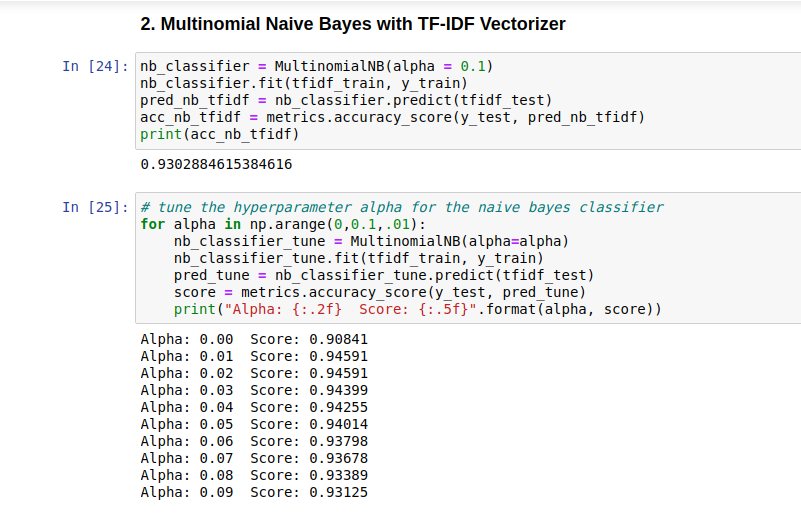 2. Multinomial Naive Bayes with TF-IDF Vectorizer
In [24]: nb_classifier = MultinomialNB(alpha = 0.1)
nb_classifier.fit(tfidf_train, y_train)
pred_nb_tfidf = nb_classifier.predict(tfidf_test)
acc_nb_tfidf = metrics.accuracy_score(y_test, pred_nb_tfidf)
print(acc_nb_tfidf)
0.9302884615384616
In [25]: # tune the hyperparameter alpha for the naive bayes classifier
for alpha in np.arange(0,0.1,.01):
    nb_classifier_tune = MultinomialNB(alpha=alpha)
    nb_classifier_tune.fit(tfidf_train, y_train)
    pred_tune = nb_classifier_tune.predict(tfidf_test)
    score = metrics.accuracy_score(y_test, pred_tune)
    print("Alpha: {:.2f}  Score: {:.5f}".format(alpha, score))
Alpha: 0.00  Score: 0.90841
Alpha: 0.01  Score: 0.94591
Alpha: 0.02  Score: 0.94591
Alpha: 0.03  Score: 0.94399
Alpha: 0.04  Score: 0.94255
Alpha: 0.05  Score: 0.94014
Alpha: 0.06  Score: 0.93798
Alpha: 0.07  Score: 0.93678
Alpha: 0.08  Score: 0.93389
Alpha: 0.09  Score: 0.93125